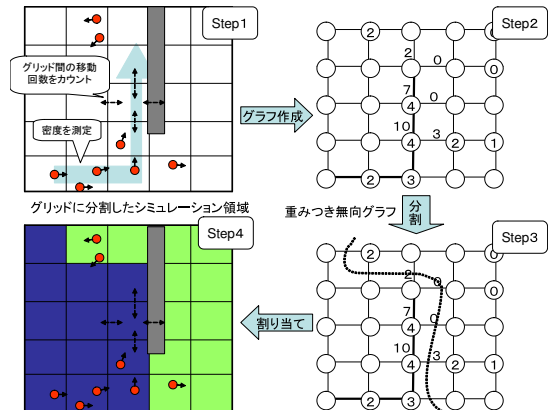 Step1
グリッド間の移動
回数をカウント
密度を測定
グリッドに分割したシミュレーション領域
グラフ作成
Step2
2
0
2
0
0
7
4
0
10
4
3
2
1
2
3
重みつき無向グラフ
分割
Step3
2
0
2
0
0
7
4
0
10
4
3
2
1
2
3
割り当て
Step4